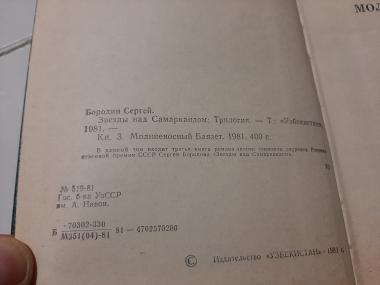 МОЛ
Бородин Сергей.
Звезды над Самаркандом: Трилогия. — Т.: «Узбекистан»,
1981. —
Кн. 3. Молниеносный Баязет. 1981. 400 с.
В данный том входит третья книга романа-эпопеи лауреата
ственной премии СССР Сергея Бородина «Звезды над Самаркандом».
№ 519-81
Гос. б-ка УзССР
им. А. Навои.
Б 70302-330
М351(04)-81 81 — 4702570200
© Издательство «УЗБЕКИСТАН» - 1981 г.